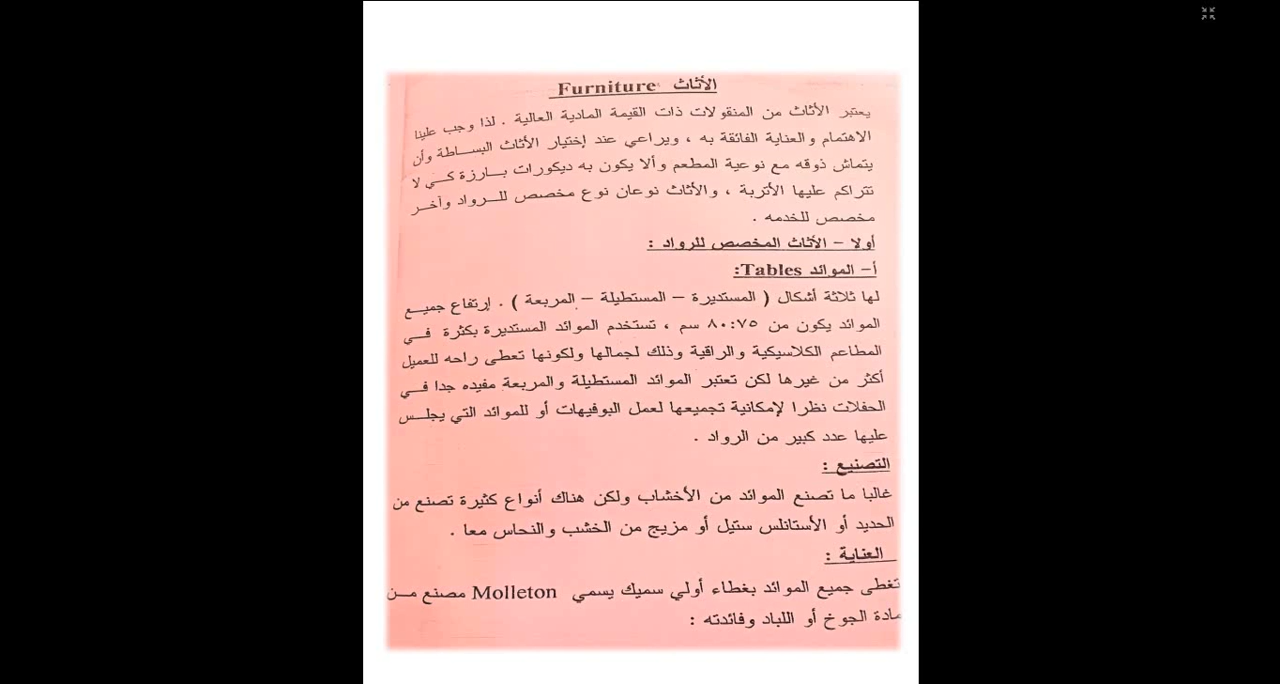 الأثاث Furniture
يعتبر الأثاث من المنقولات ذات القيمة المادية العالية . لذا وجب علينا
الاهتمام والعناية الفائقة به ، ويراعي عند إختيار الأثاث البساطة وأن
يتماش ذوقه مع نوعية المطعم وألا يكون به ديكورات بارزة كي لا
تتراكم عليها الأتربة ، والأثاث نوعان نوع مخصص للرواد وآخر
مخصص للخدمه .
أولا – الأثاث المخصص للرواد :
أ– الموائد Tables:
لها ثلاثة أشكال ( المستديرة – المستطيلة – المربعة ) . إرتفاع جميع
الموائد يكون من ٨٠:٧٥ سم ، تستخدم الموائد المستديرة بكثرة في
المطاعم الكلاسيكية والراقية وذلك لجمالها ولكونها تعطى راحه للعميل
أكثر من غيرها لكن تعتبر الموائد المستطيلة والمربعة مفيده جدا في
الحفلات نظرا لإمكانية تجميعها لعمل البوفيهات أو للموائد التي يجلس
عليها عدد كبير من الرواد .
التصنيع :
غالبا ما تصنع الموائد من الأخشاب ولكن هناك أنواع كثيرة تصنع من
الحديد أو الأستانلس ستيل أو مزيج من الخشب والنحاس معا .
العناية :
تغطى جميع الموائد بغطاء أولي سميك يسمي Molleton مصنع من
مادة الجوخ أو اللباد وفائدته :